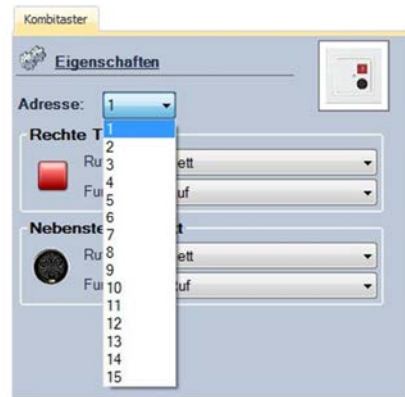 Kombitaster
Eigenschaften
Adresse: 1
1
2
3
4
5
6
7
8
9
10
11
12
13
14
15
Rechte T
Ru ett
Fu uf
Nebenste t
Ru ett
Fu uf